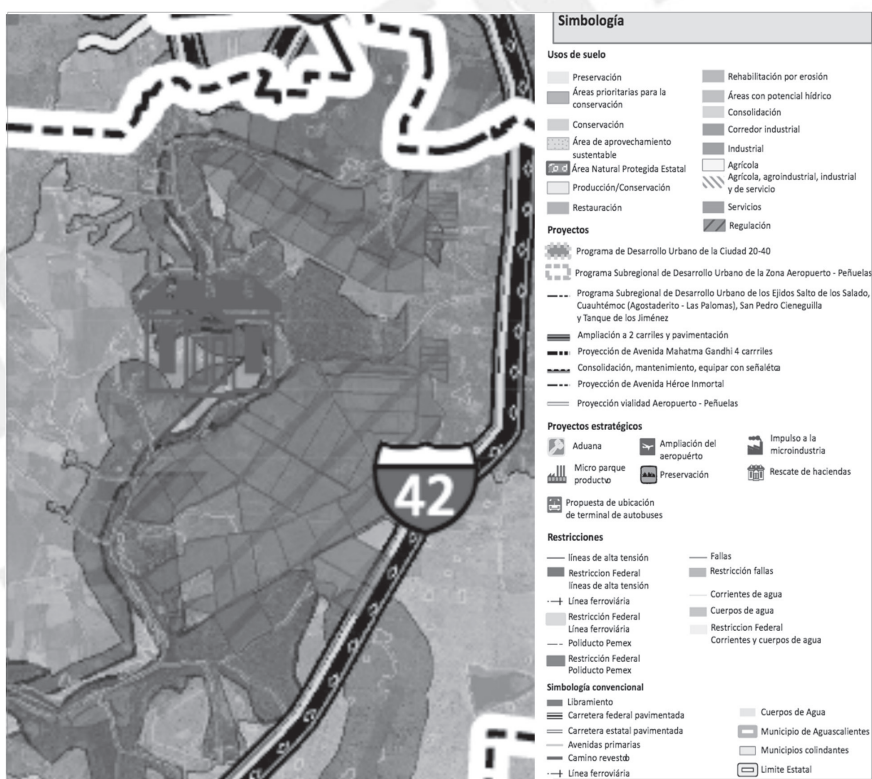 42
Simbología
Usos de suelo
Preservación
Áreas prioritarias para la
conservación
Conservación
Área de aprovechamiento
sustentable
Área Natural Protegida Estatal
Producción/Conservación
Restauración
Rehabilitación por erosión
Áreas con potencial hídrico
Consolidación
Corredor industrial
Industrial
Agrícola
Agrícola, agroindustrial, industrial
y de servicio
Servicios
Regulación
Proyectos
Programa de Desarrollo Urbano de la Ciudad 20-40
Programa Subregional de Desarrollo Urbano de la Zona Aeropuerto - Peñuelas
Programa Subregional de Desarrollo Urbano de los Ejidos Salto de los Salado,
Cuauhtémoc (Agostaderito - Las Palomas), San Pedro Cieneguilla
y Tanque de los Jiménez
Ampliación a 2 carriles y pavimentación
Proyección de Avenida Mahatma Gandhi 4 carrriles
Consolidación, mantenimiento, equipar con señalétca
Proyección de Avenida Héroe Inmortal
Proyección vialidad Aeropuerto - Peñuelas
Proyectos estratégicos
Aduana
Ampliación del
aeropuérto
Impulso a la
microindustria
Micro parque
productvo
Preservación
Rescate de haciendas
Propuesta de ubicación
de terminal de autobuses
Restricciones
líneas de alta tensión
Restriccion Federal
líneas de alta tensión
Línea ferroviária
Restricción Federal
Línea ferroviária
Poliducto Pemex
Restricción Federal
Poliducto Pemex
Fallas
Restricción fallas
Corrientes de agua
Cuerpos de agua
Restriccion Federal
Corrientes y cuerpos de agua
Simbología convencional
Libramiento
Carretera federal pavimentada
Carretera estatal pavimentada
Avenidas primarias
Camino revestdo
Línea ferroviária
Cuerpos de Agua
Municipio de Aguascalientes
Municipios colindantes
Limite Estatal